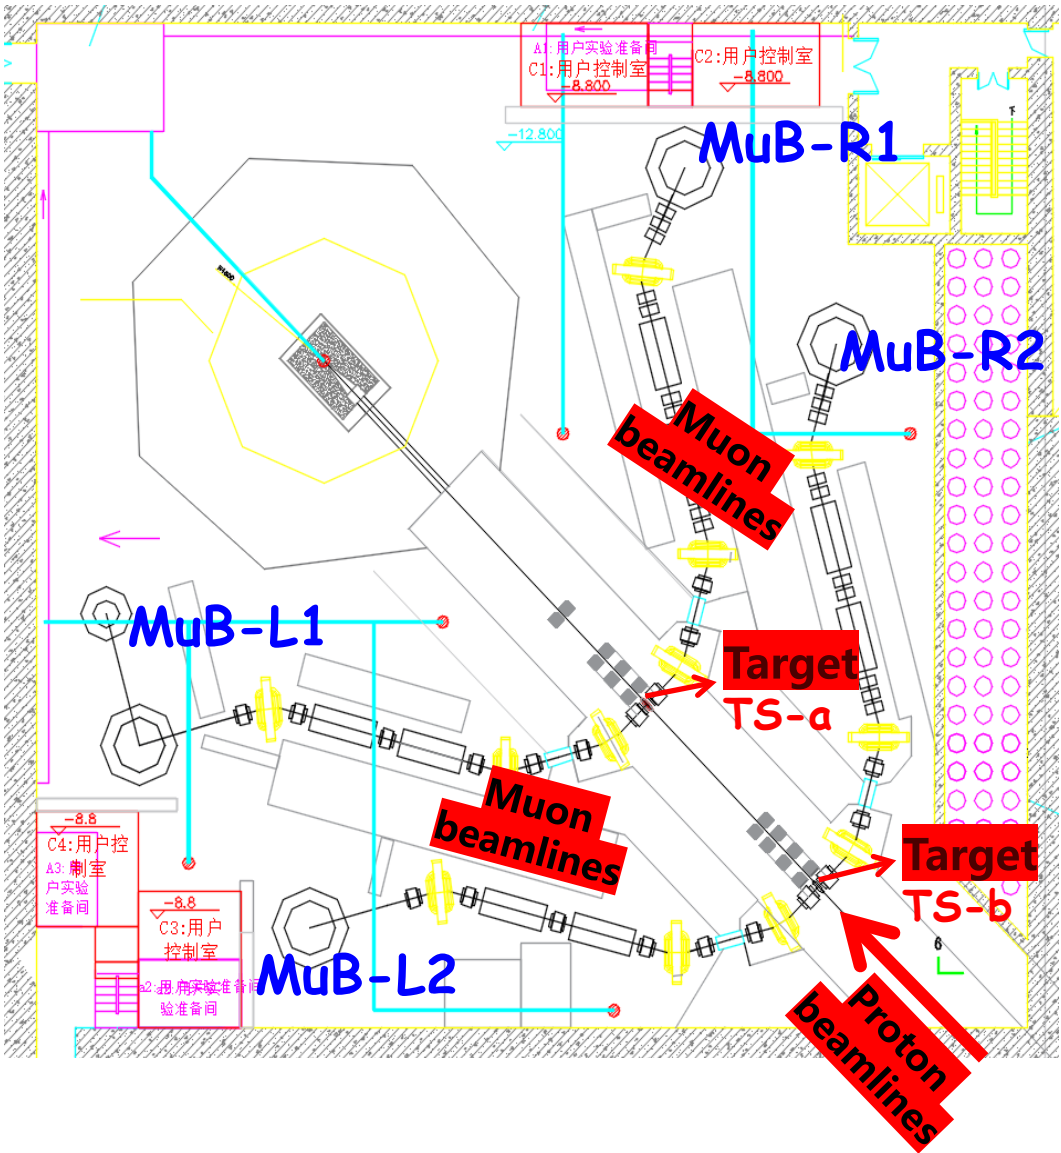 A1:用户实验准备间
C1:用户控制室
-8.800
C2:用户控制室
-8.800
-12.800
MuB-R1
MuB-R2
Muon
beamlines
MuB-L1
Target
TS-a
Muon
beamlines
-8.8
C4:用户控
制室
A3:
户实验
准备间
Target
TS-b
-8.8
C3:用户
控制室
6
MuB-L2
验准备间
Proton
beamlines